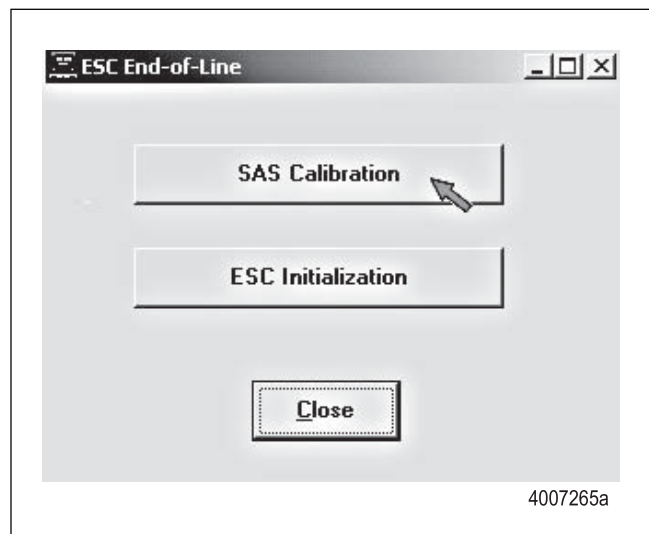 ESC End-of-Line
SAS Calibration
ESC Initialization
Close
4007265a